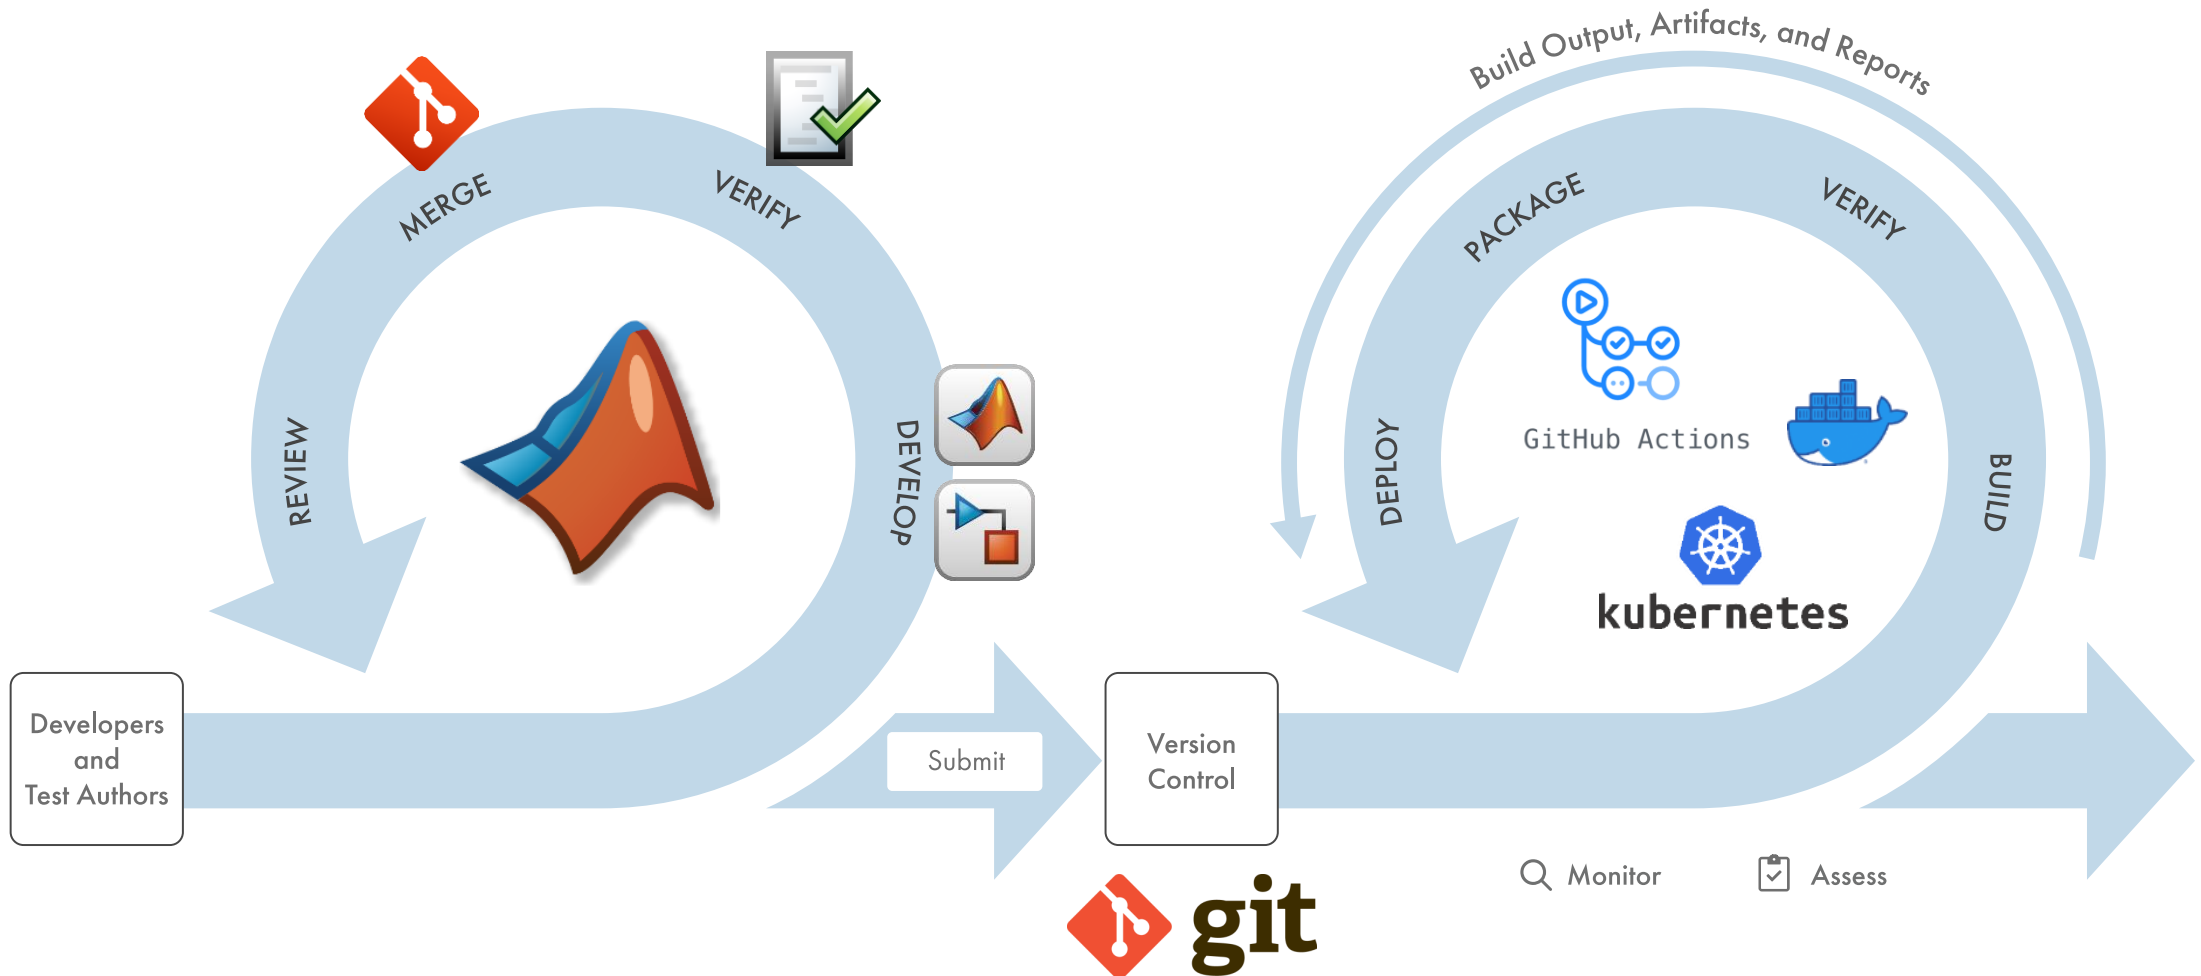 MERGE
VERIFY
DEVELOP
REVIEW
Developers
and
Test Authors
Submit
Version
Control
git
Build Output, Artifacts, and Reports
PACKAGE
VERIFY
BUILD
DEPLOY
GitHub Actions
kubernetes
Monitor
Assess